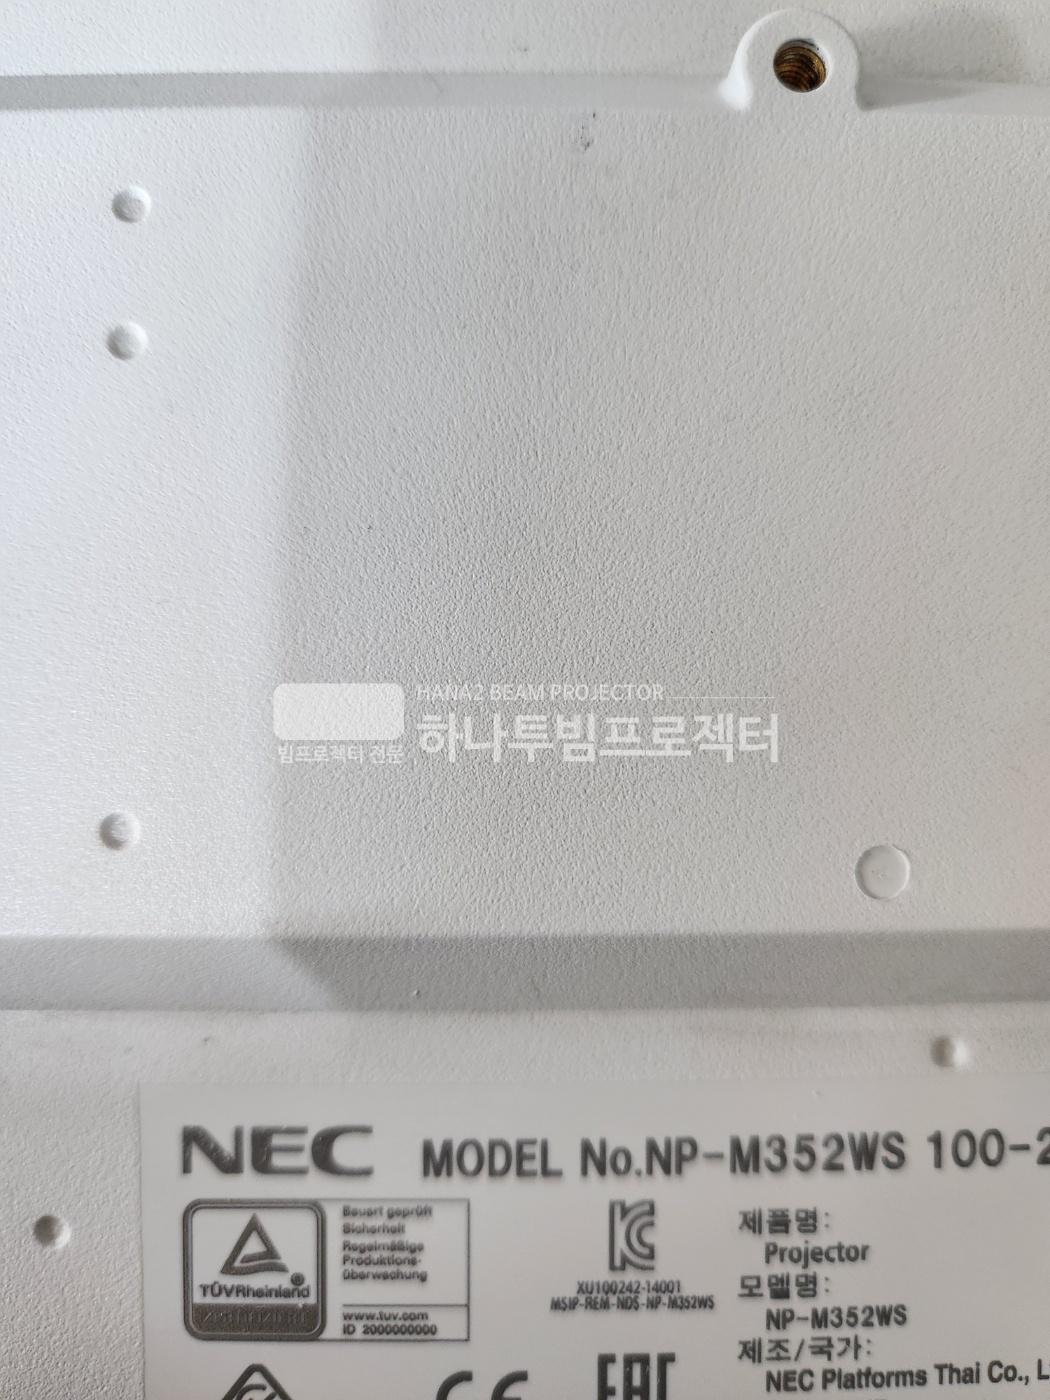 HANA2 BEAM PROJECTOR
하나투빔프로젝터
빔프로젝터 전문
NEC MODEL No.NP-M352WS 100-2
TÜVRheinland
Bauart geprüft
Sicherheit
Regelmäßige
Produktions-
überwachung
www.tuv.com
ID 2000000000
XU100242-14001
MSIP-REM-NDS-NP-M352WS
제품명:
Projector
모델명:
NP-M352WS
제조/국가:
NEC Platforms Thai Co., L
CE
EAC